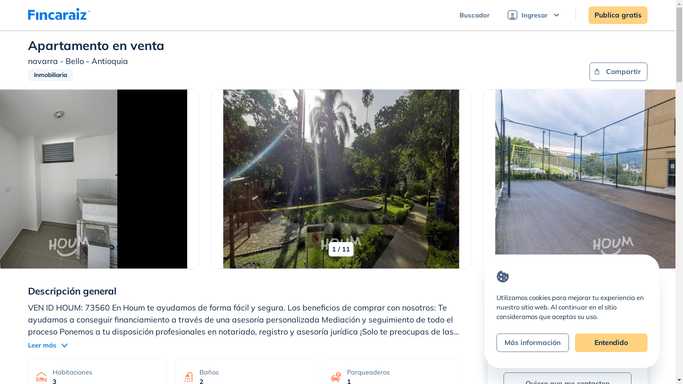 Fincaraiz
Buscador
Ingresar
Publica gratis
Apartamento en venta
navarra - Bello - Antioquia
Inmobiliaria
Compartir
HOUM
HOUM
HOUM
1 / 11
Descripción general
VEN ID HOUM: 73560 En Houm te ayudamos de forma fácil y segura. Los beneficios de comprar con nosotros: Te
ayudamos a conseguir financiamiento a través de una asesoría personalizada Mediación y seguimiento de todo el
proceso Ponemos a tu disposición profesionales en notariado, registro y asesoría jurídica ¡Solo te preocupas de las...
Leer más
Habitaciones
3
Baños
2
Parqueaderos
1
Utilizamos cookies para mejorar tu experiencia en
nuestro sitio web. Al continuar en el sitio
consideramos que aceptas su uso.
Más información
Entendido
Quiero que me contacten